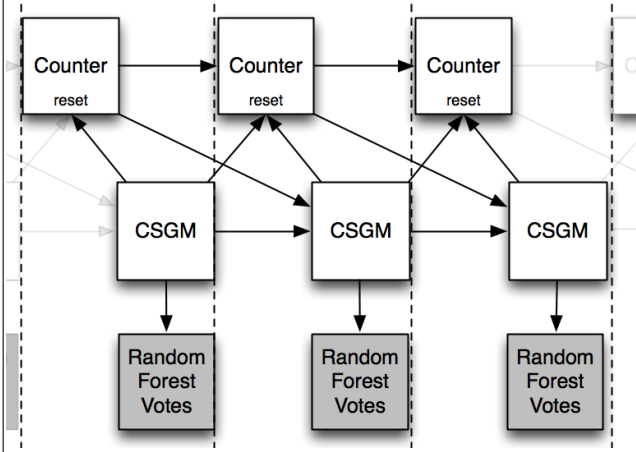 Counter
reset
Counter
reset
Counter
reset
CSGM
CSGM
CSGM
Random
Forest
Votes
Random
Forest
Votes
Random
Forest
Votes